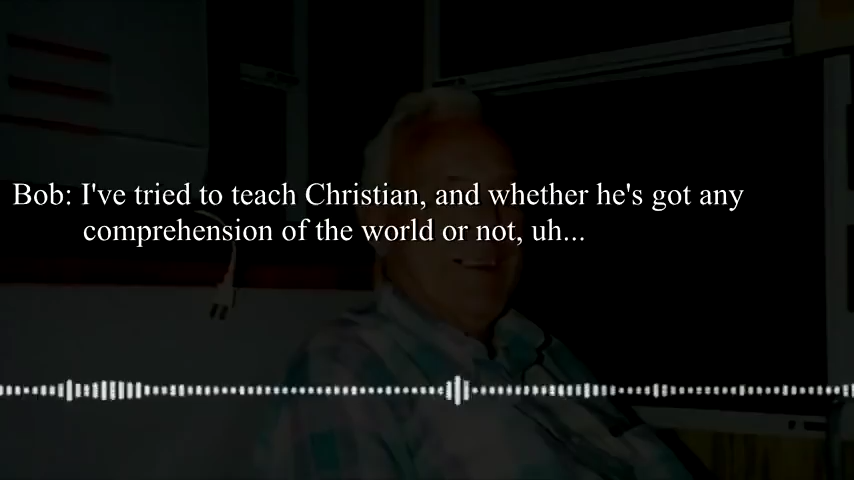 Bob: I've tried to teach Christian, and whether he's got any
comprehension of the world or not, uh...